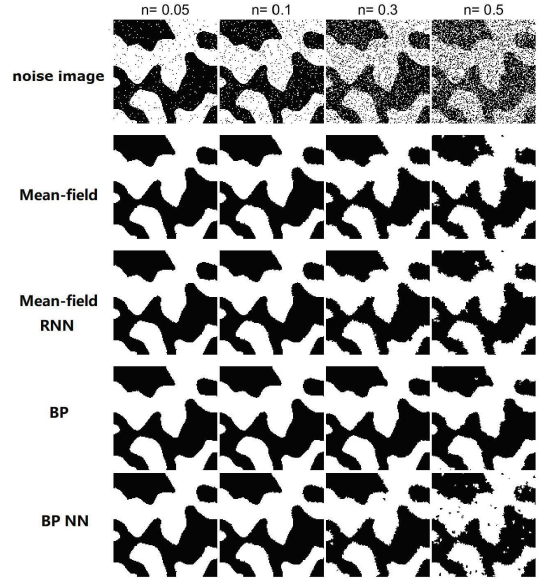 n= 0.05 n= 0.1 n= 0.3 n= 0.5
noise image
Mean-field
Mean-field
RNN
BP
BP NN